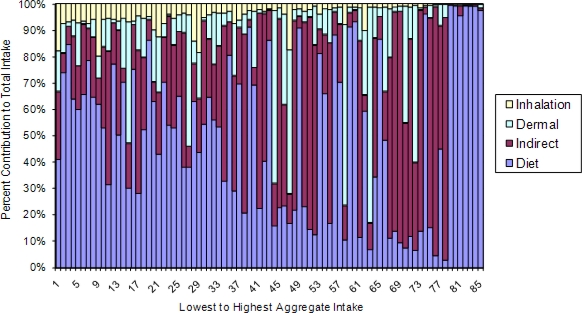 100%
90%
80%
70%
60%
50%
40%
30%
20%
10%
0%
Percent Contribution to Total Intake
1 5 9 13 17 21 25 29 33 37 41 45 49 53 57 61 65 69 73 77 81 85
Lowest to Highest Aggregate Intake
Inhalation
Dermal
Indirect
Diet